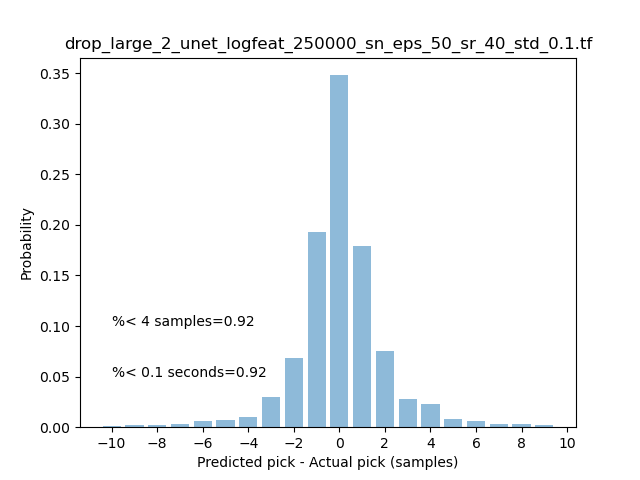 drop_large_2_unet_logfeat_250000_sn_eps_50_sr_40_std_0.1.tf
0.35
0.30
0.25
0.20
0.15
0.10
0.05
0.00
Probability
%< 4 samples=0.92
%< 0.1 seconds=0.92
−10 −8 −6 −4 −2 0 2 4 6 8 10
Predicted pick - Actual pick (samples)